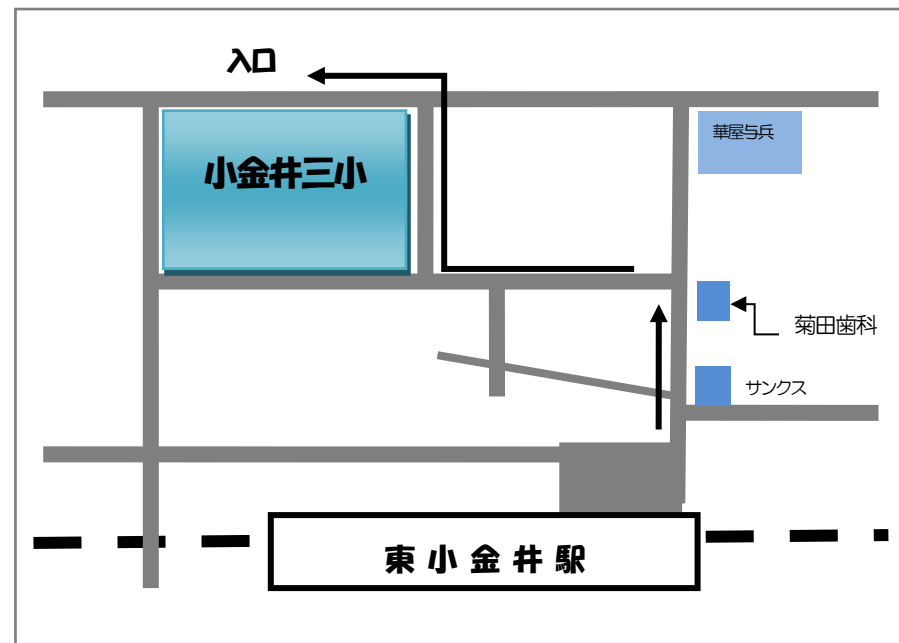 入口
華屋与兵
小金井三小
菊田歯科
サンクス
東小金井駅